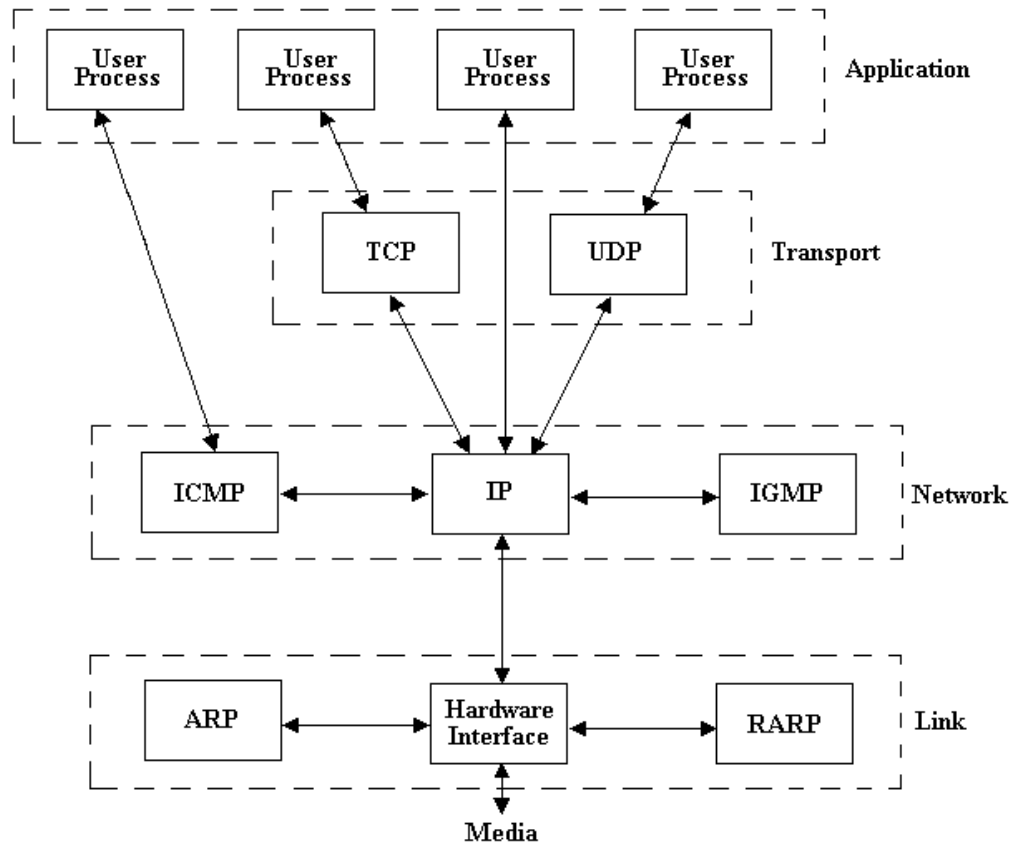 User
Process
User
Process
User
Process
User
Process
Application
TCP
UDP
Transport
ICMP
IP
IGMP
Network
ARP
Hardware
Interface
RARP
Link
Media